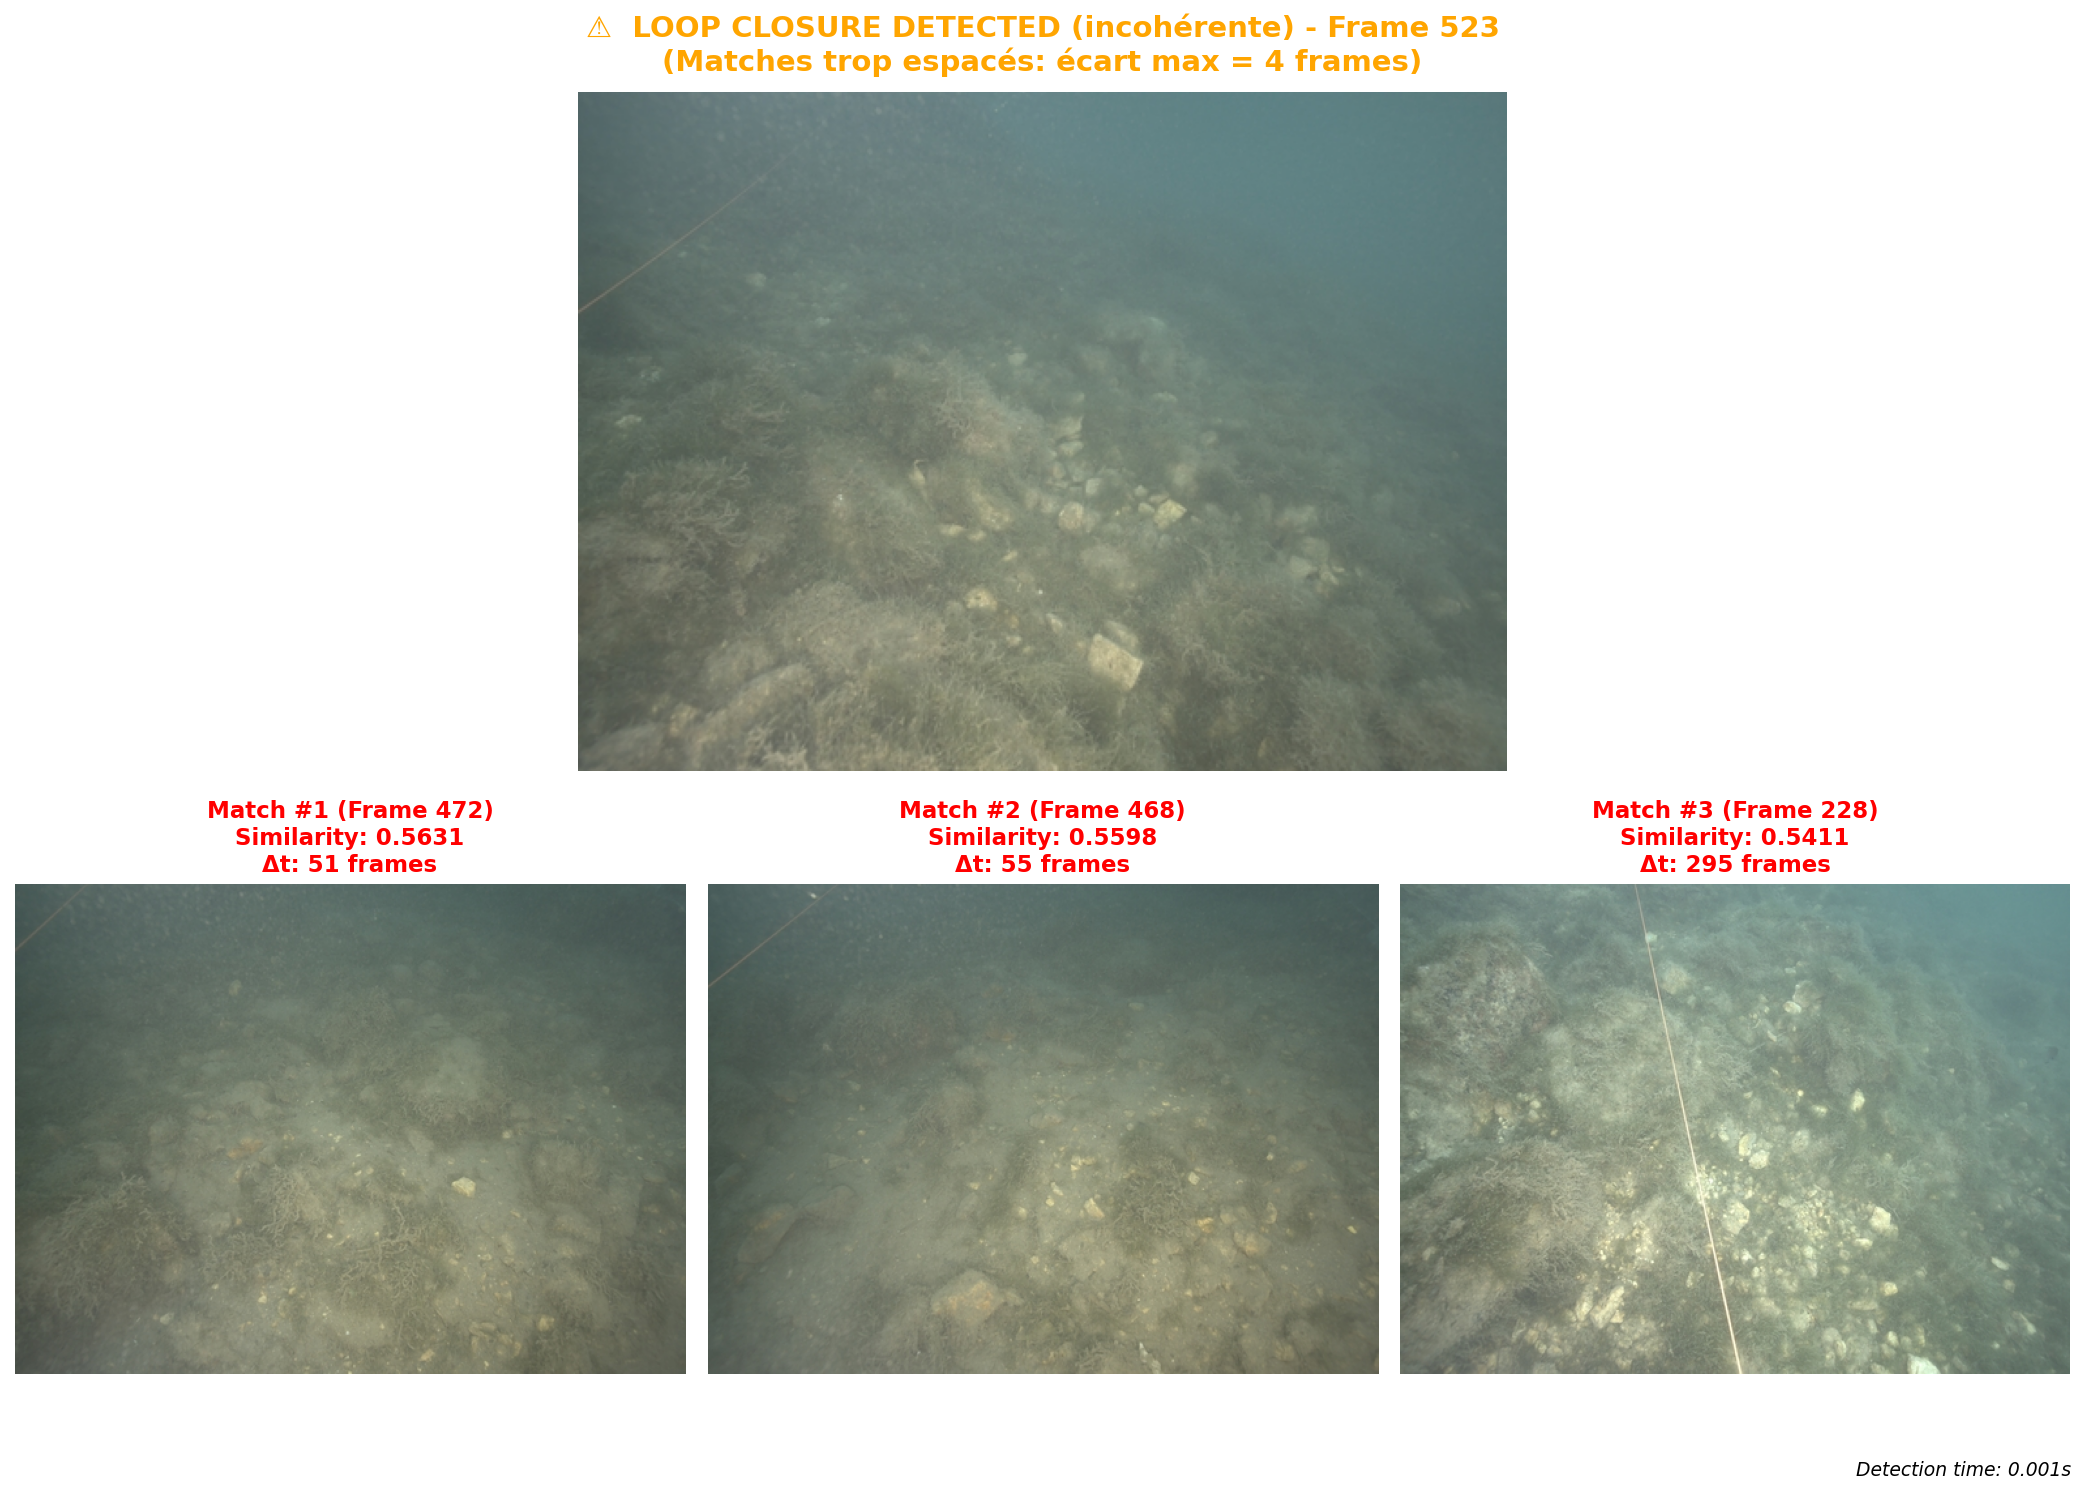 ⚠ LOOP CLOSURE DETECTED (incohérente) - Frame 523
(Matches trop espacés: écart max = 4 frames)
Match #1 (Frame 472)
Similarity: 0.5631
Δt: 51 frames
Match #2 (Frame 468)
Similarity: 0.5598
Δt: 55 frames
Match #3 (Frame 228)
Similarity: 0.5411
Δt: 295 frames
Detection time: 0.001s